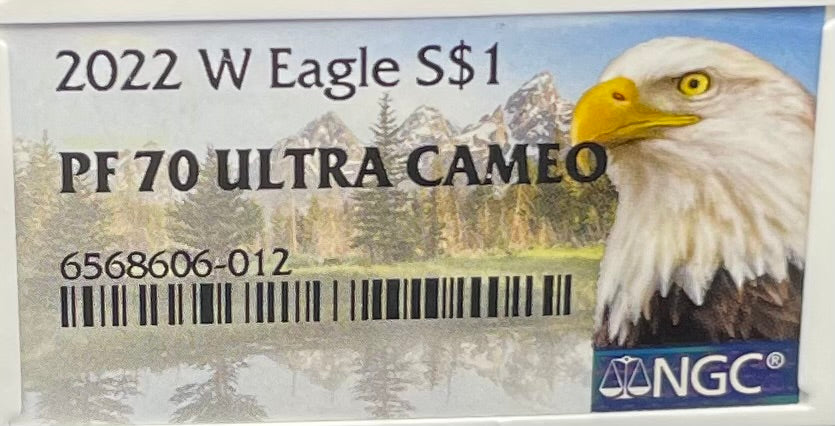 2022 W Eagle S$1
PF 70 ULTRA CAMEO
6568606-012
NGC®